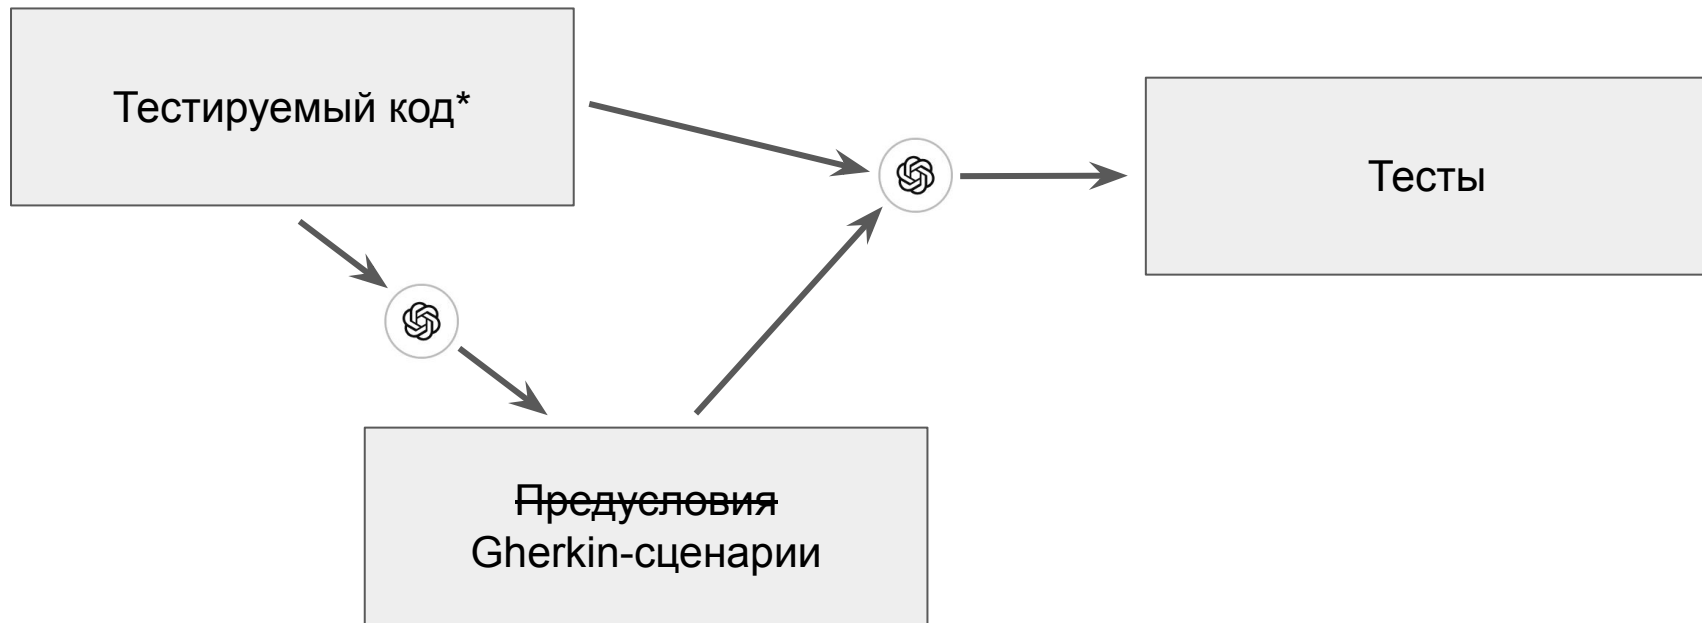 Тестируемый код*
Тесты
Предусловия
Gherkin-сценарии